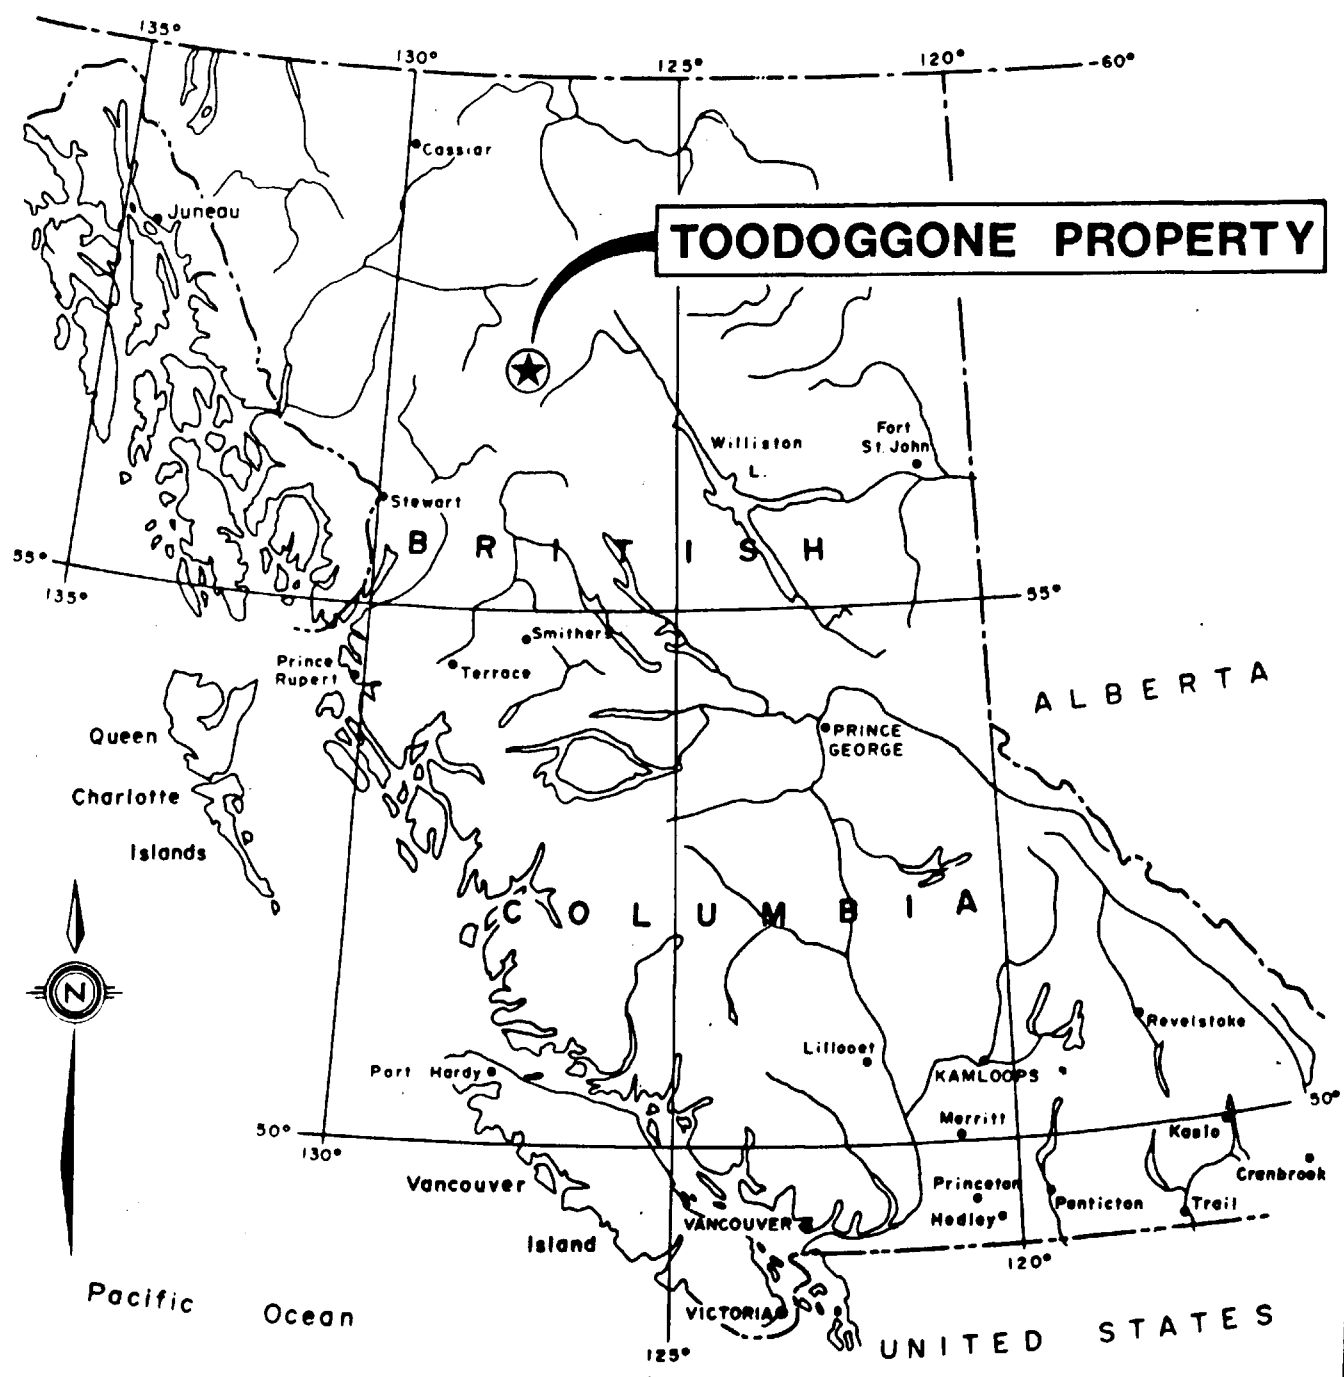 135°
130°
125°
120°
-60°
Cassiar
Juneau
TOODOGGONE PROPERTY
Williston
L.
Fort
St. John
Stewart
BRITISH
55°
135°
55°
Smithers
Terrace
Prince
Rupert
ALBERTA
Queen
Charlotte
Islands
PRINCE
GEORGE
COLUMBIA
N
Revelstoke
Lillooet
KAMLOOPS
Port Hardy
50°
Merritt
Kaslo
50°
130°
Cranbrook
Vancouver
Island
Princeton
Hedley
Penticton
Trail
VANCOUVER
120°
Pacific Ocean
VICTORIA
UNITED STATES
125°